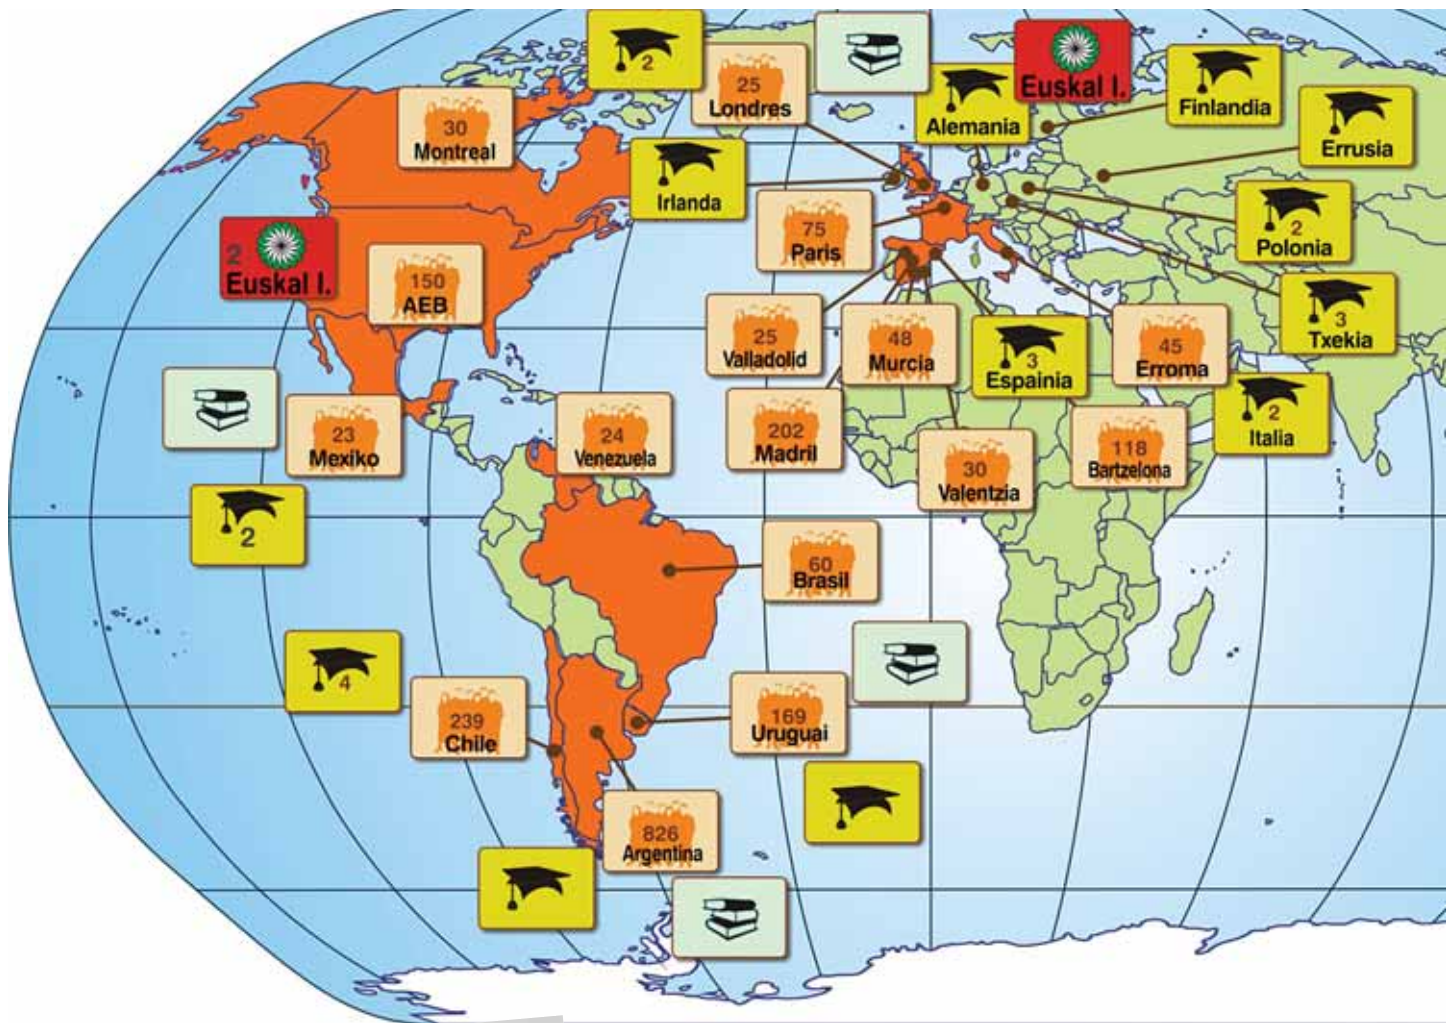 2
25
Londres
Euskal I.
Finlandia
Alemania
30
Montreal
Errusia
Irlanda
75
Paris
2
Polonia
2
Euskal I.
150
AEB
3
Txekia
25
Valladolid
48
Murcia
3
Espainia
45
Erroma
2
Italia
23
Mexiko
24
Venezuela
202
Madril
30
Valentzia
118
Bartzelona
2
60
Brasil
4
239
Chile
169
Uruguai
826
Argentina